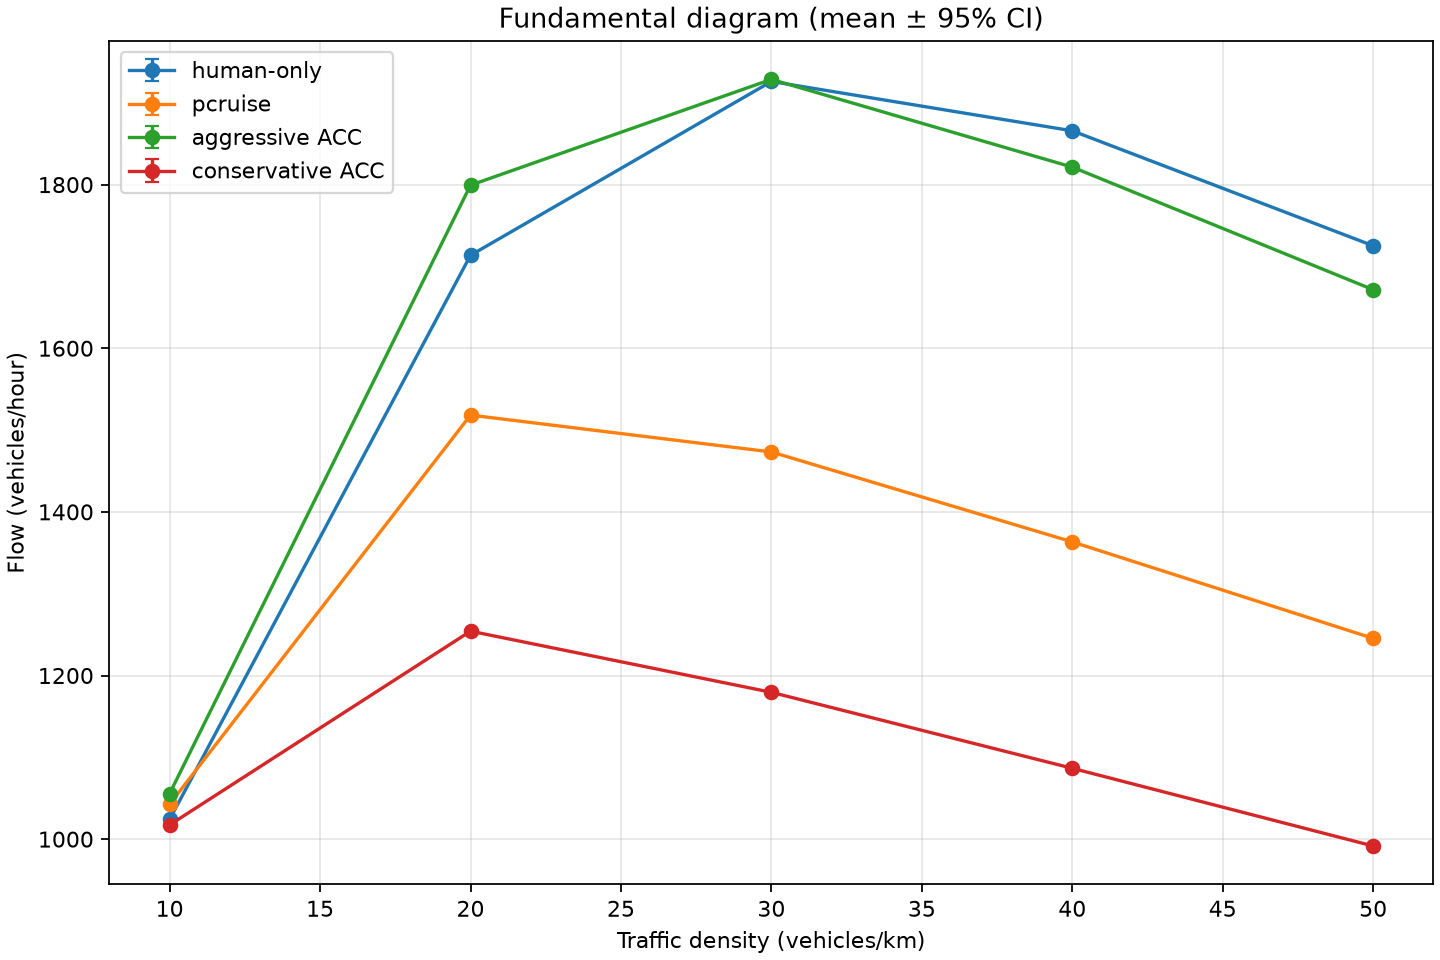 Fundamental diagram (mean ± 95% CI)
human-only
pcruise
aggressive ACC
conservative ACC
Flow (vehicles/hour)
1800
1600
1400
1200
1000
10 15 20 25 30 35 40 45 50
Traffic density (vehicles/km)